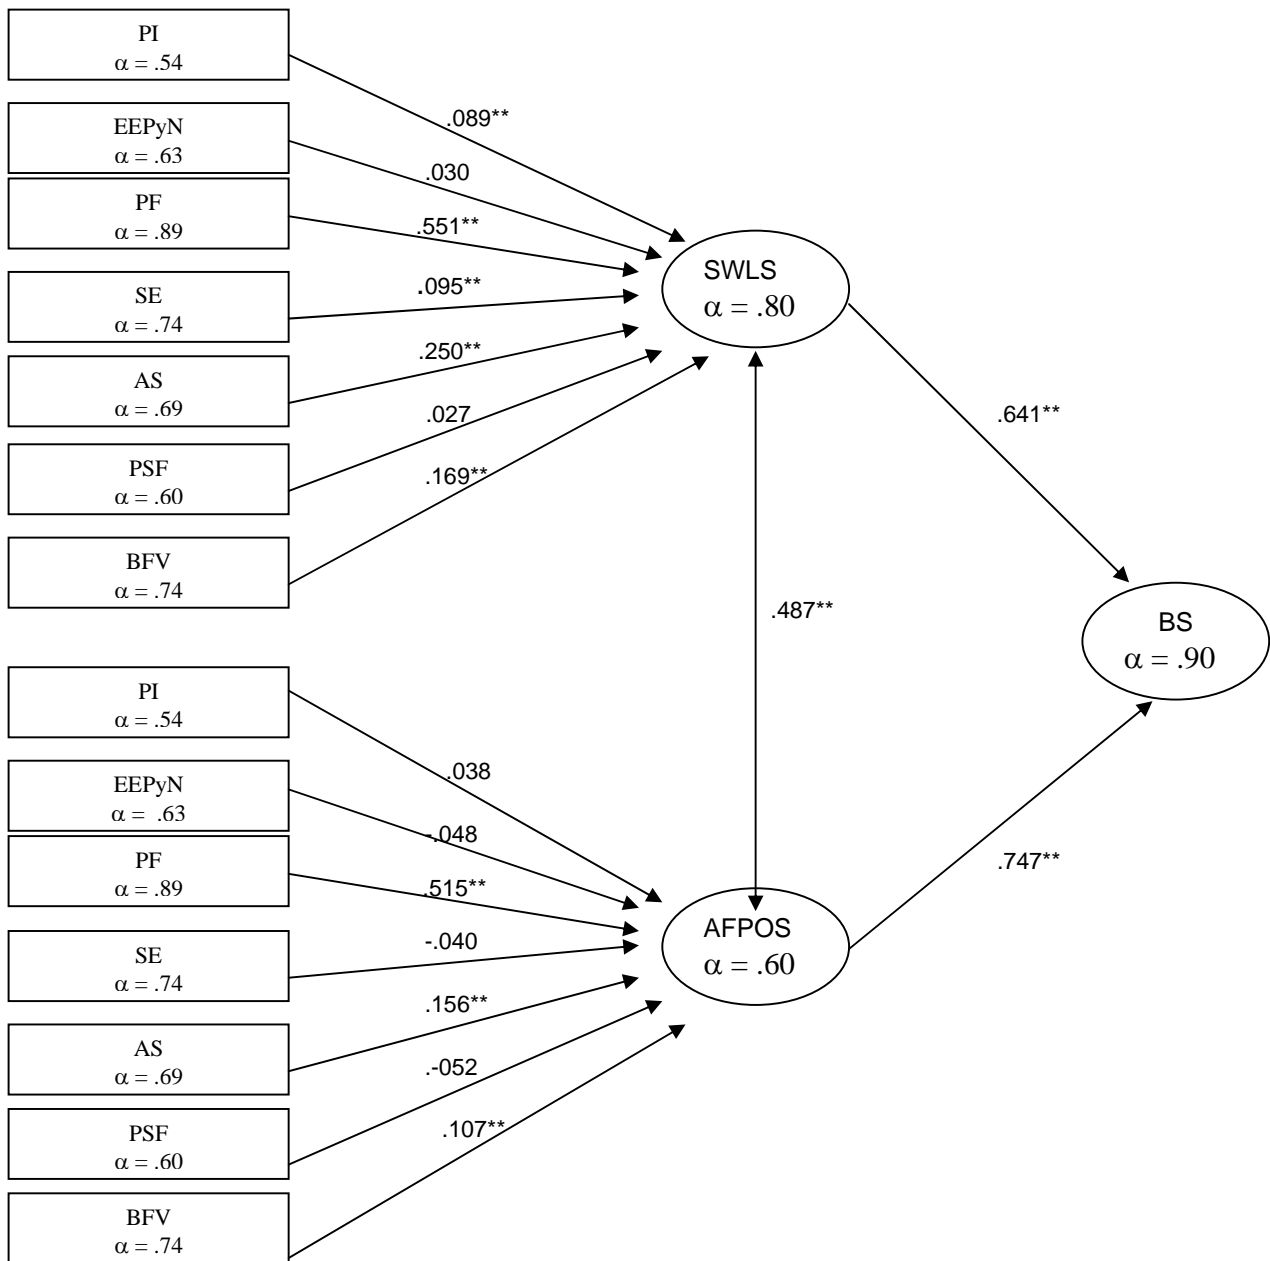 PI
α = .54
.089**
EEPyN
α = .63
.030
PF
α = .89
.551**
SE
α = .74
.095**
AS
α = .69
.250**
PSF
α = .60
.027
BFV
α = .74
.169**
SWLS
α = .80
.641**
.487**
BS
α = .90
PI
α = .54
.038
EEPyN
α = .63
-.048
PF
α = .89
.515**
SE
α = .74
-.040
AS
α = .69
.156**
PSF
α = .60
.-052
BFV
α = .74
.107**
AFPOS
α = .60
.747**